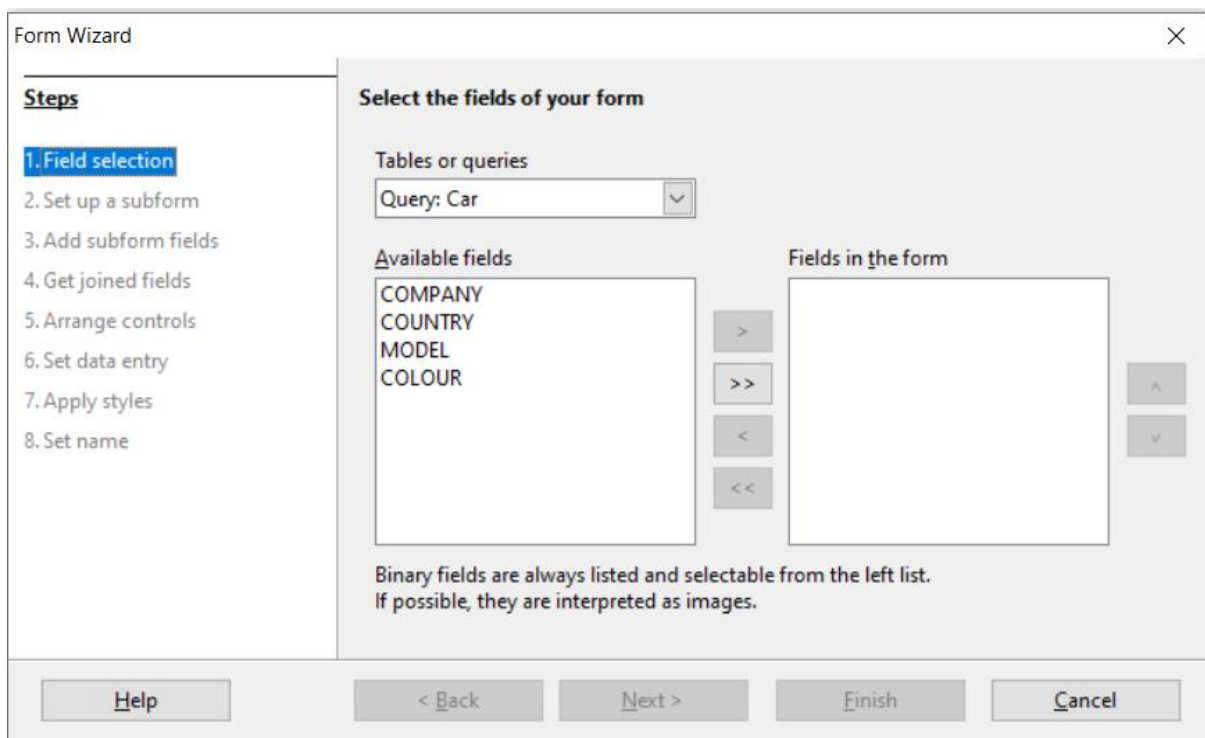 Form Wizard
Steps
1. Field selection
2. Set up a subform
3. Add subform fields
4. Get joined fields
5. Arrange controls
6. Set data entry
7. Apply styles
8. Set name
Select the fields of your form
Tables or queries
Query: Car
Available fields
COMPANY
COUNTRY
MODEL
COLOUR
>
>>
<
<<
Fields in the form
^
v
Binary fields are always listed and selectable from the left list.
If possible, they are interpreted as images.
Help
< Back
Next >
Finish
Cancel